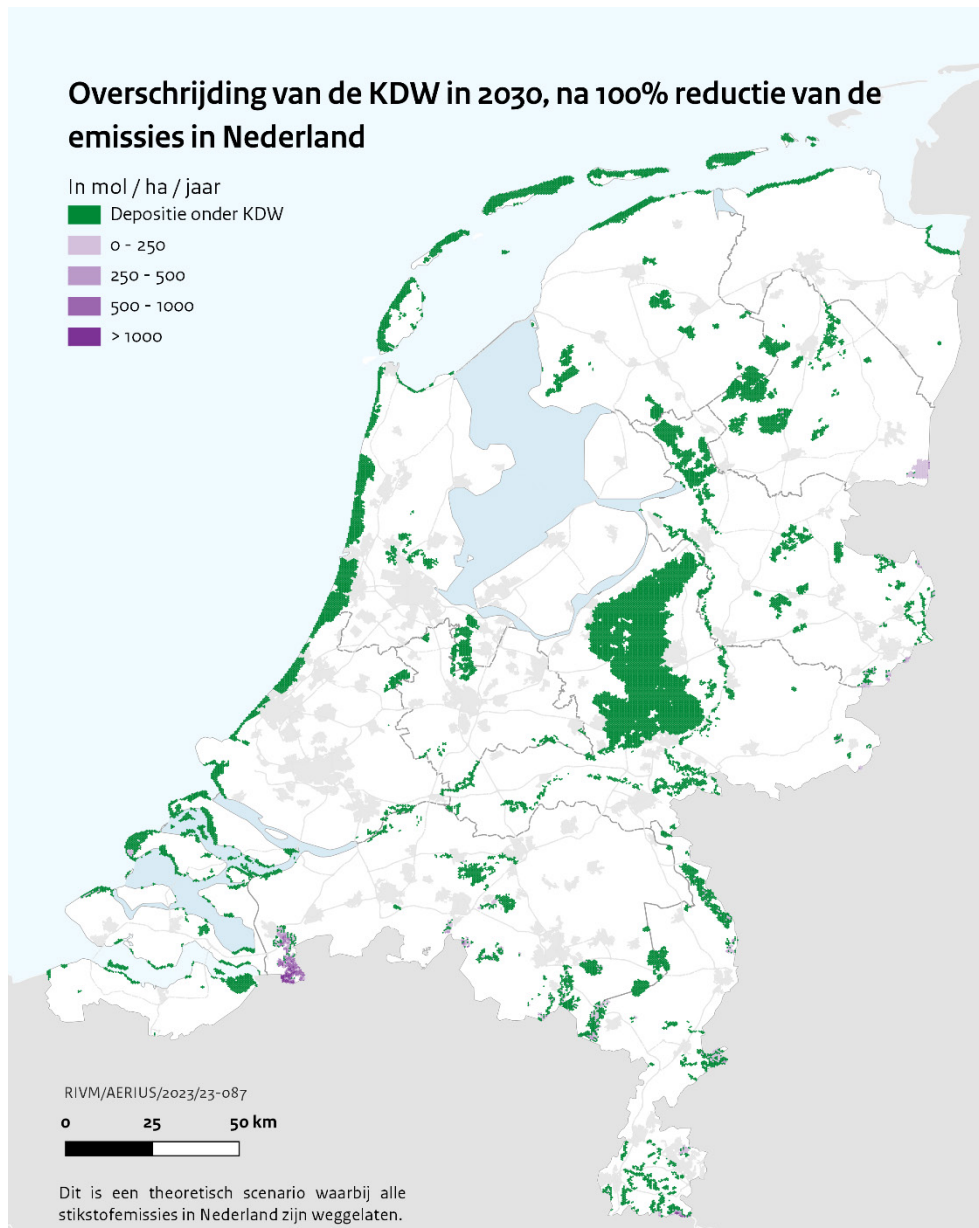 Overschrijding van de KDW in 2030, na 100% reductie van de
emissies in Nederland
In mol / ha / jaar
Depositie onder KDW
0 - 250
250 - 500
500 - 1000
> 1000
RIVM/AERIUS/2023/23-087
0 25 50 km
Dit is een theoretisch scenario waarbij alle
stikstofemissies in Nederland zijn weggelaten.